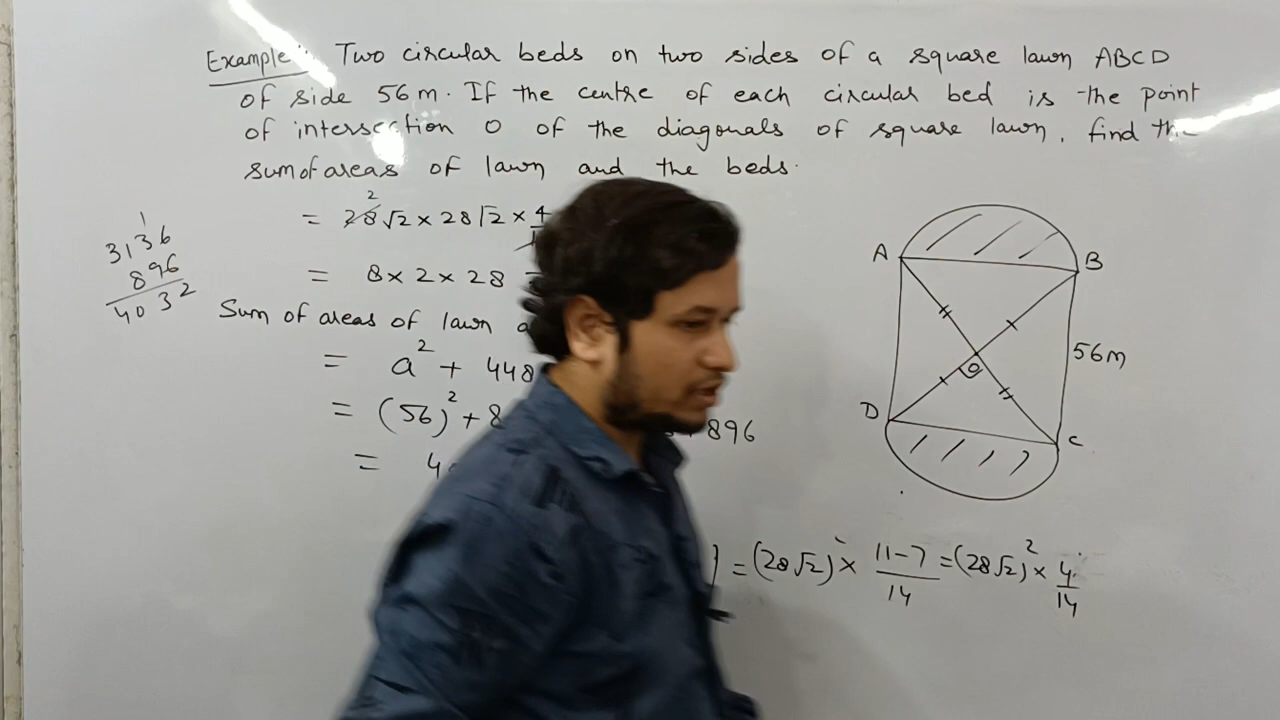 Example : Two circular beds on two sides of a square lawn ABCD
of side 56 m. If the centre of each circular bed is the point
of intersection O of the diagonals of square lawn, find the
sum of areas of lawn and the beds.
2
= 28√2 × 28√2 × 4
= 8 × 2 × 28
Sum of areas of lawn
= a² + 448
= (56)² + 8
+ 896
=
1
3136
896
4032
A
B
56m
O
D
C
= (28√2)² × 11-7/14 = (28√2)² × 4/14